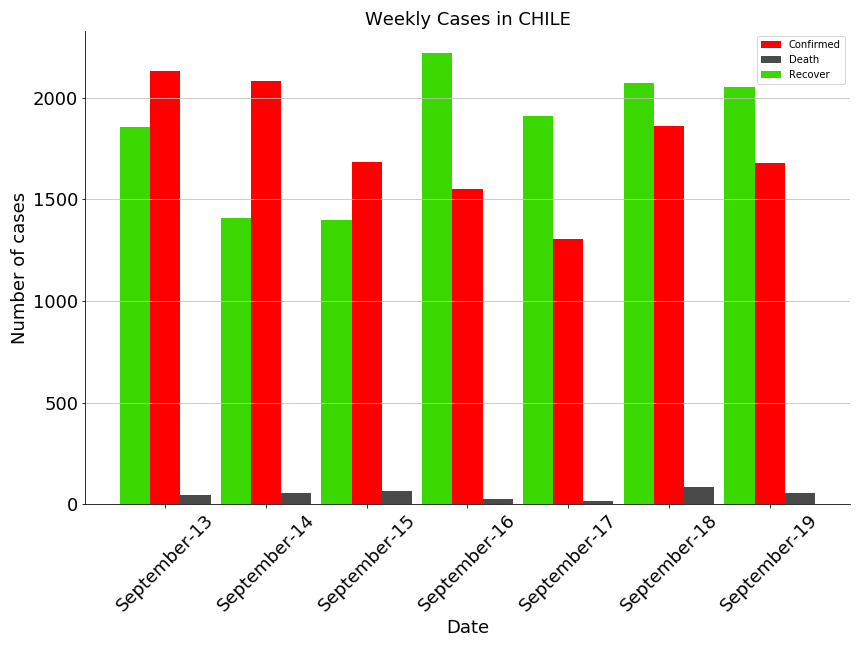 Weekly Cases in CHILE
Confirmed
Death
Recover
Number of cases
2000
1500
1000
500
0
September-13
September-14
September-15
September-16
September-17
September-18
September-19
Date